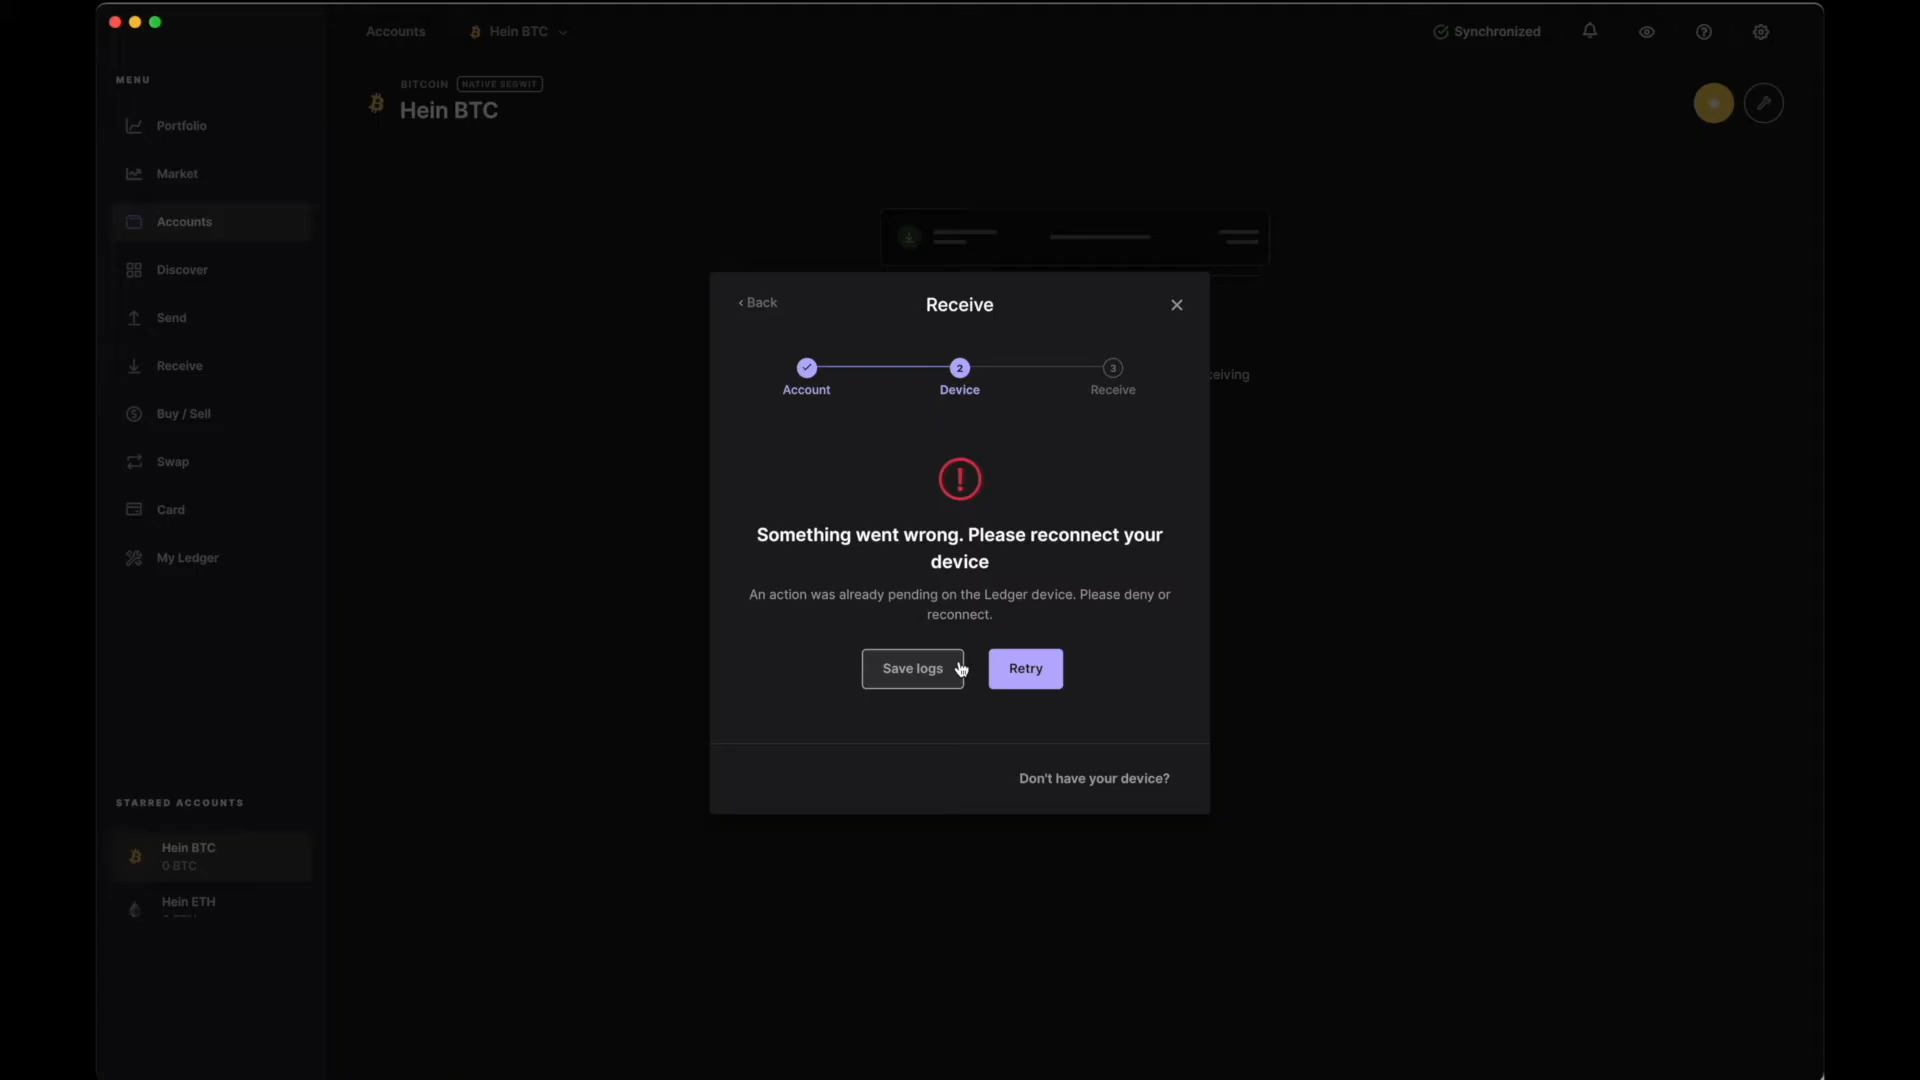 Accounts
Hein BTC
Synchronized
MENU
BITCOIN
NATIVE SEGWIT
Hein BTC
Portfolio
Market
Accounts
Discover
Send
Receive
Buy / Sell
Swap
Card
My Ledger
‹ Back
Receive
2
3
Account
Device
Receive
eiving
Something went wrong. Please reconnect your
device
An action was already pending on the Ledger device. Please deny or
reconnect.
Save logs
Retry
Don't have your device?
STARRED ACCOUNTS
Hein BTC
0 BTC
Hein ETH